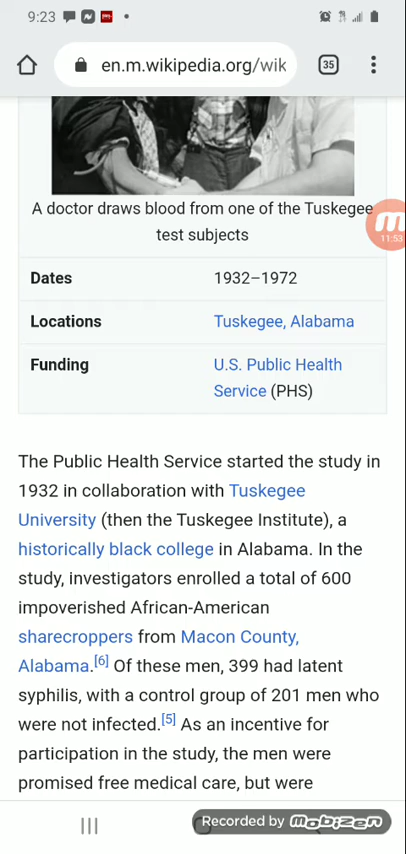 9:23
en.m.wikipedia.org/wik
35
A doctor draws blood from one of the Tuskegee
test subjects
11:53
Dates 1932–1972
Locations Tuskegee, Alabama
Funding U.S. Public Health
Service (PHS)
The Public Health Service started the study in
1932 in collaboration with Tuskegee
University (then the Tuskegee Institute), a
historically black college in Alabama. In the
study, investigators enrolled a total of 600
impoverished African-American
sharecroppers from Macon County,
Alabama.[6] Of these men, 399 had latent
syphilis, with a control group of 201 men who
were not infected.[5] As an incentive for
participation in the study, the men were
promised free medical care, but were
Recorded by mobizen